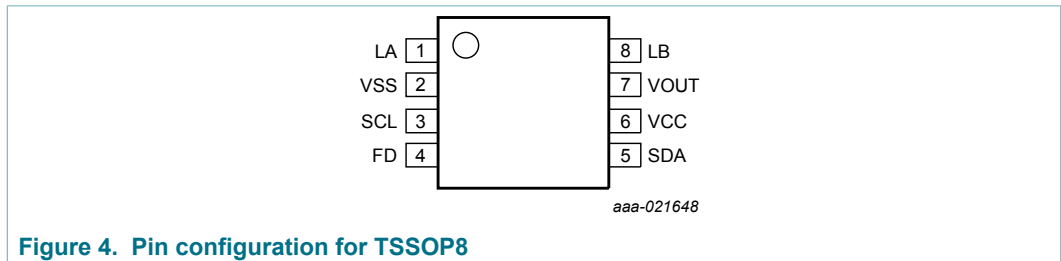 LA 1 8 LB
VSS 2 7 VOUT
SCL 3 6 VCC
FD 4 5 SDA
aaa-021648
Figure 4. Pin configuration for TSSOP8